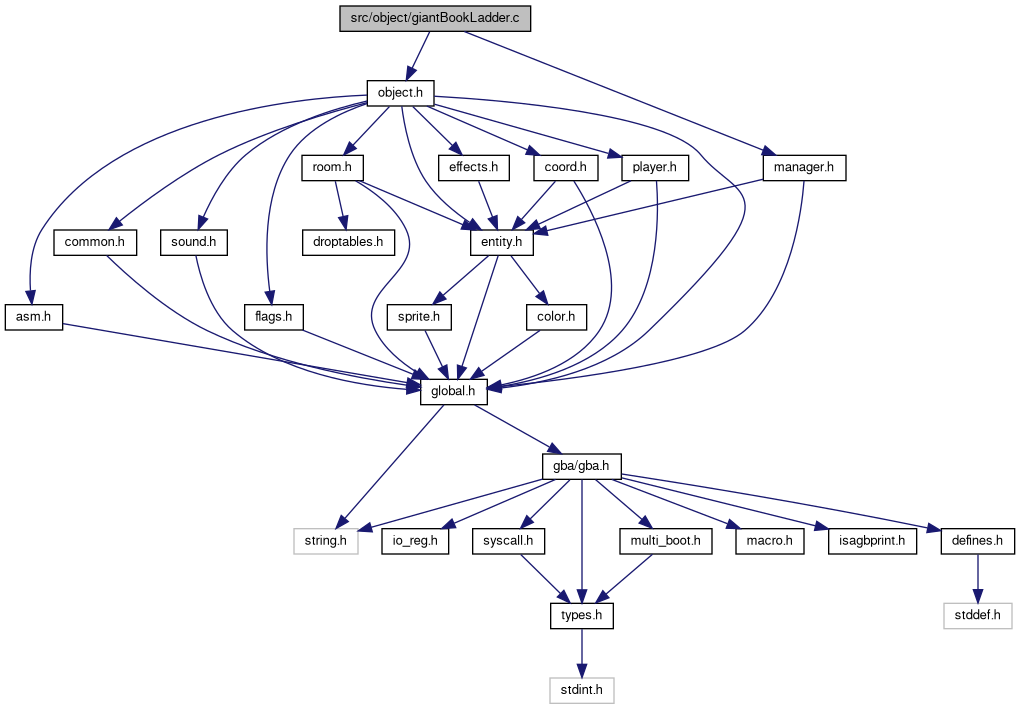 src/object/giantBookLadder.c
object.h
room.h
effects.h
coord.h
player.h
manager.h
common.h
sound.h
droptables.h
entity.h
asm.h
flags.h
sprite.h
color.h
global.h
gba/gba.h
string.h
io_reg.h
syscall.h
multi_boot.h
macro.h
isagbprint.h
defines.h
types.h
stddef.h
stdint.h